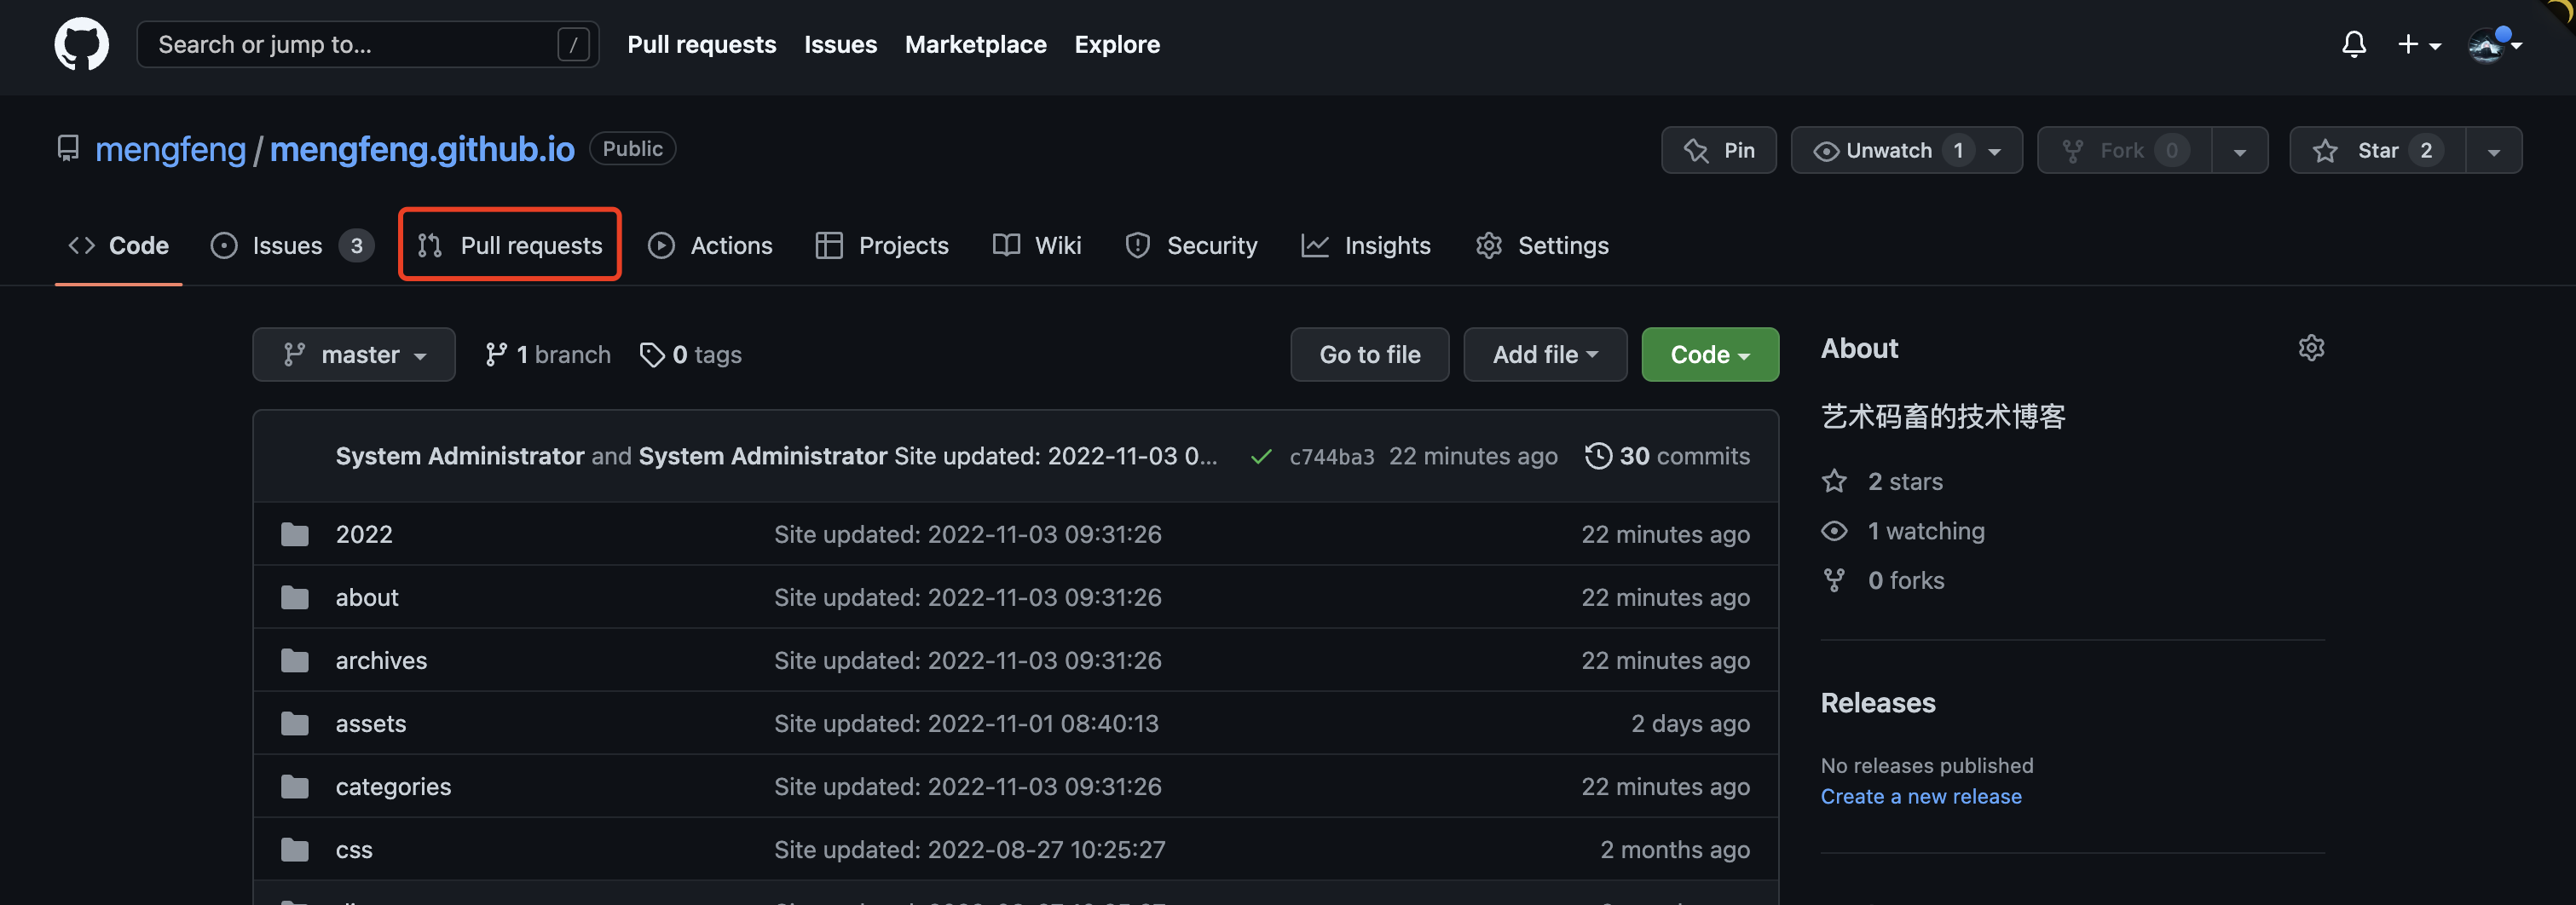 Search or jump to... / Pull requests Issues Marketplace Explore
mengfeng / mengfeng.github.io Public Pin Unwatch 1 Fork 0 Star 2
Code Issues 3 Pull requests Actions Projects Wiki Security Insights Settings
master 1 branch 0 tags Go to file Add file Code
System Administrator and System Administrator Site updated: 2022-11-03 0... c744ba3 22 minutes ago 30 commits
2022 Site updated: 2022-11-03 09:31:26 22 minutes ago
about Site updated: 2022-11-03 09:31:26 22 minutes ago
archives Site updated: 2022-11-03 09:31:26 22 minutes ago
assets Site updated: 2022-11-01 08:40:13 2 days ago
categories Site updated: 2022-11-03 09:31:26 22 minutes ago
css Site updated: 2022-08-27 10:25:27 2 months ago
About
艺术码畜的技术博客
2 stars
1 watching
0 forks
Releases
No releases published
Create a new release